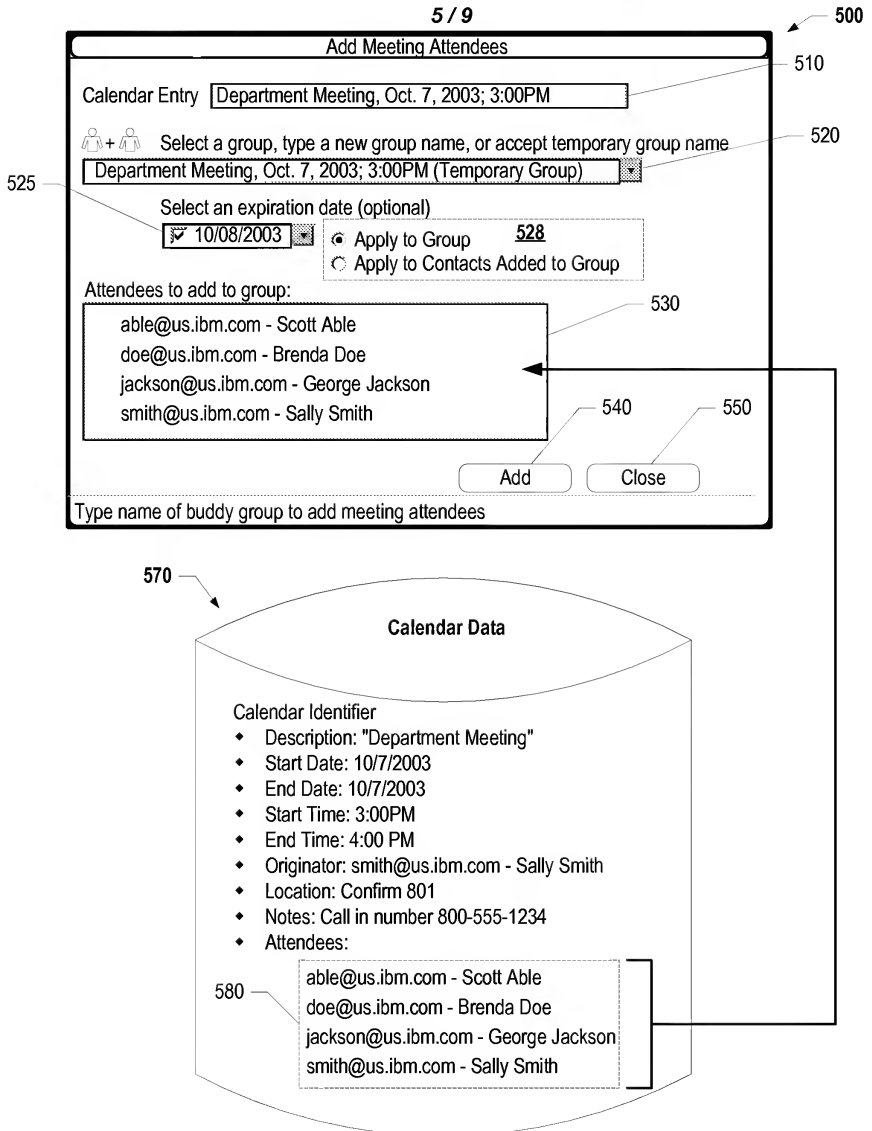 5 / 9
500
Add Meeting Attendees
510
Calendar Entry Department Meeting, Oct. 7, 2003; 3:00PM
+ Select a group, type a new group name, or accept temporary group name
520
Department Meeting, Oct. 7, 2003; 3:00PM (Temporary Group)
525
Select an expiration date (optional)
10/08/2003
Apply to Group 528
Apply to Contacts Added to Group
Attendees to add to group:
530
able@us.ibm.com - Scott Able
doe@us.ibm.com - Brenda Doe
jackson@us.ibm.com - George Jackson
smith@us.ibm.com - Sally Smith
540
550
Add
Close
Type name of buddy group to add meeting attendees
570
Calendar Data
Calendar Identifier
◆ Description: "Department Meeting"
◆ Start Date: 10/7/2003
◆ End Date: 10/7/2003
◆ Start Time: 3:00PM
◆ End Time: 4:00 PM
◆ Originator: smith@us.ibm.com - Sally Smith
◆ Location: Confirm 801
◆ Notes: Call in number 800-555-1234
◆ Attendees:
580
able@us.ibm.com - Scott Able
doe@us.ibm.com - Brenda Doe
jackson@us.ibm.com - George Jackson
smith@us.ibm.com - Sally Smith